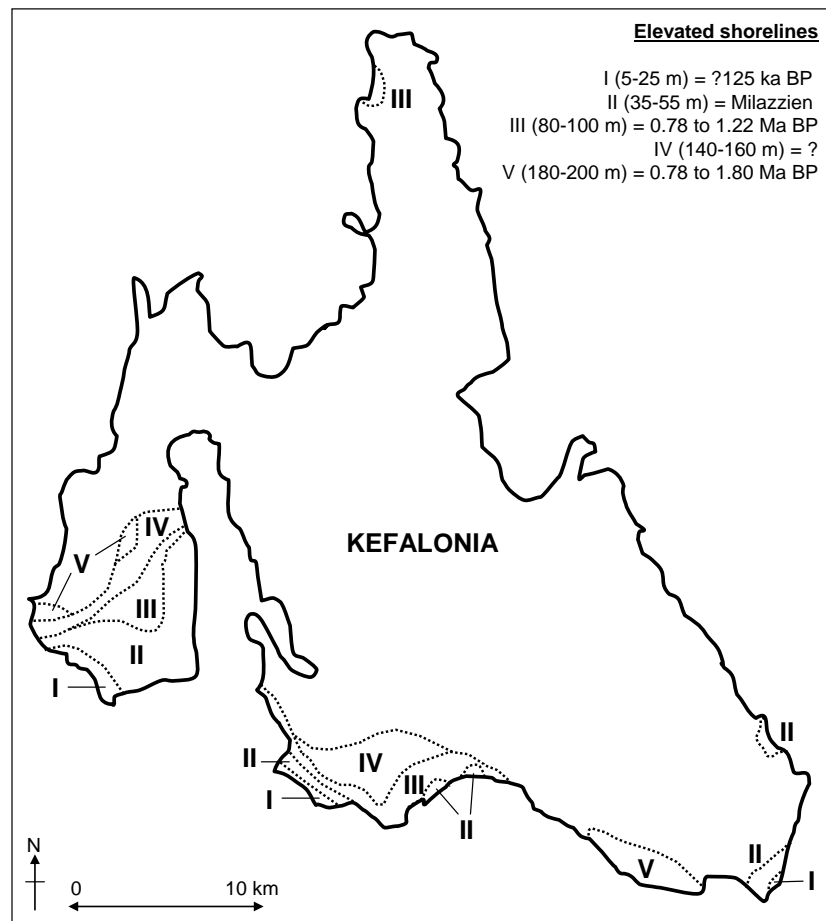 Elevated shorelines
I (5-25 m) = ?125 ka BP
II (35-55 m) = Milazzien
III (80-100 m) = 0.78 to 1.22 Ma BP
IV (140-160 m) = ?
V (180-200 m) = 0.78 to 1.80 Ma BP
III
IV
KEFALONIA
V
III
II
I
II
II
IV
I
III
II
V
II
I
N
0 10 km